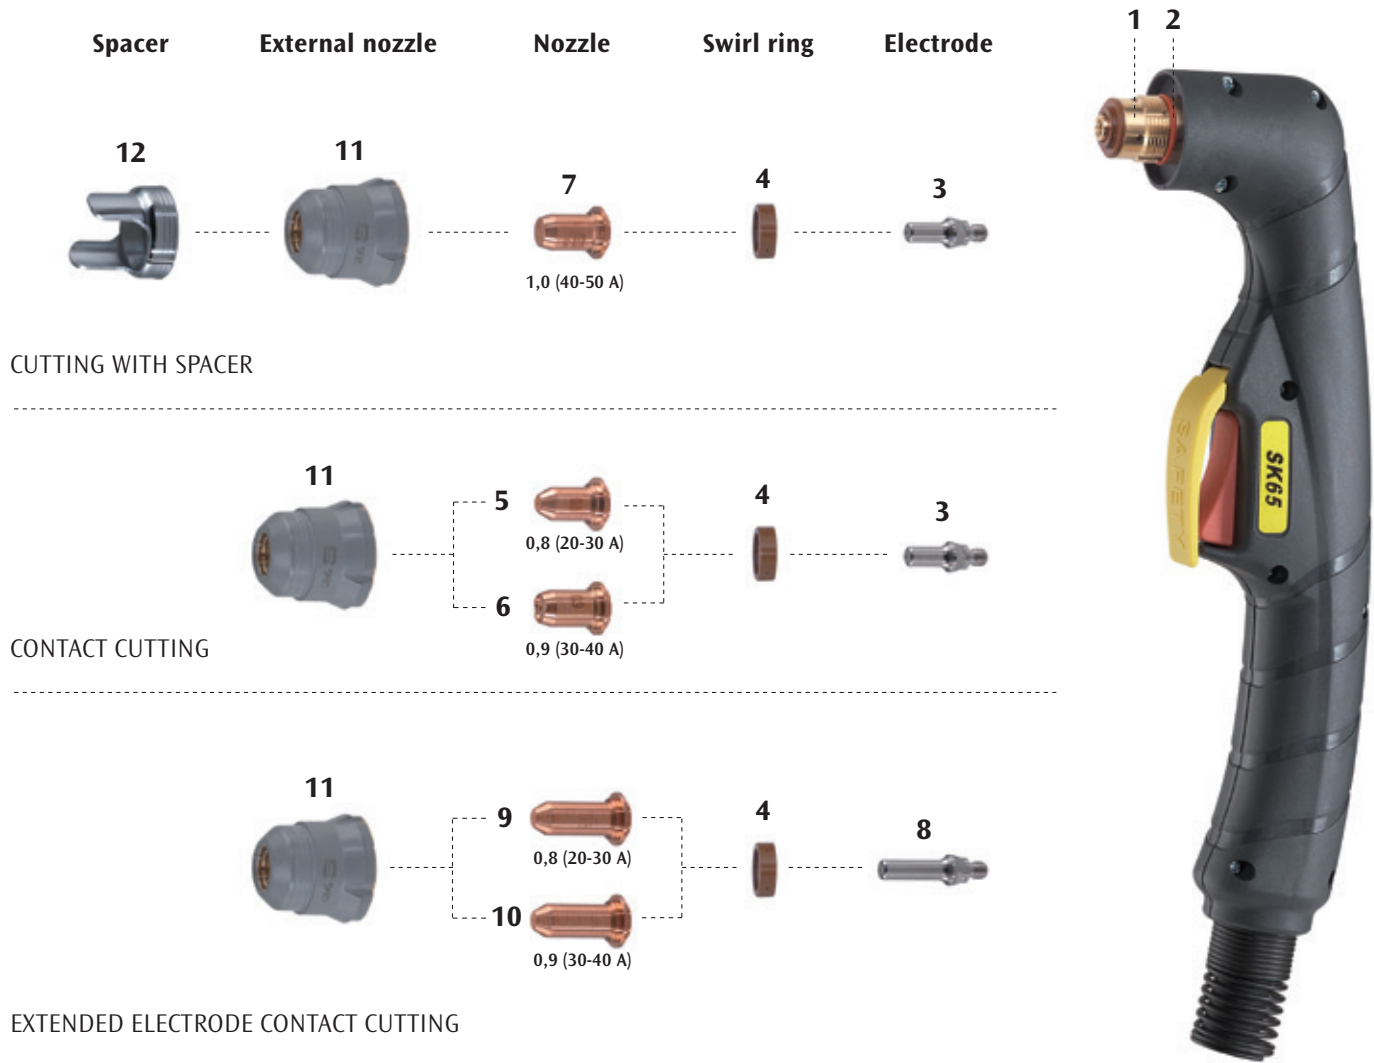 1 2
Spacer External nozzle Nozzle Swirl ring Electrode
12 11 7 4 3
1,0 (40-50 A)
CUTTING WITH SPACER
11 5 4 3
0,8 (20-30 A)
6
0,9 (30-40 A)
CONTACT CUTTING
11 9 4 8
0,8 (20-30 A)
10
0,9 (30-40 A)
EXTENDED ELECTRODE CONTACT CUTTING
SAFETY
SK65